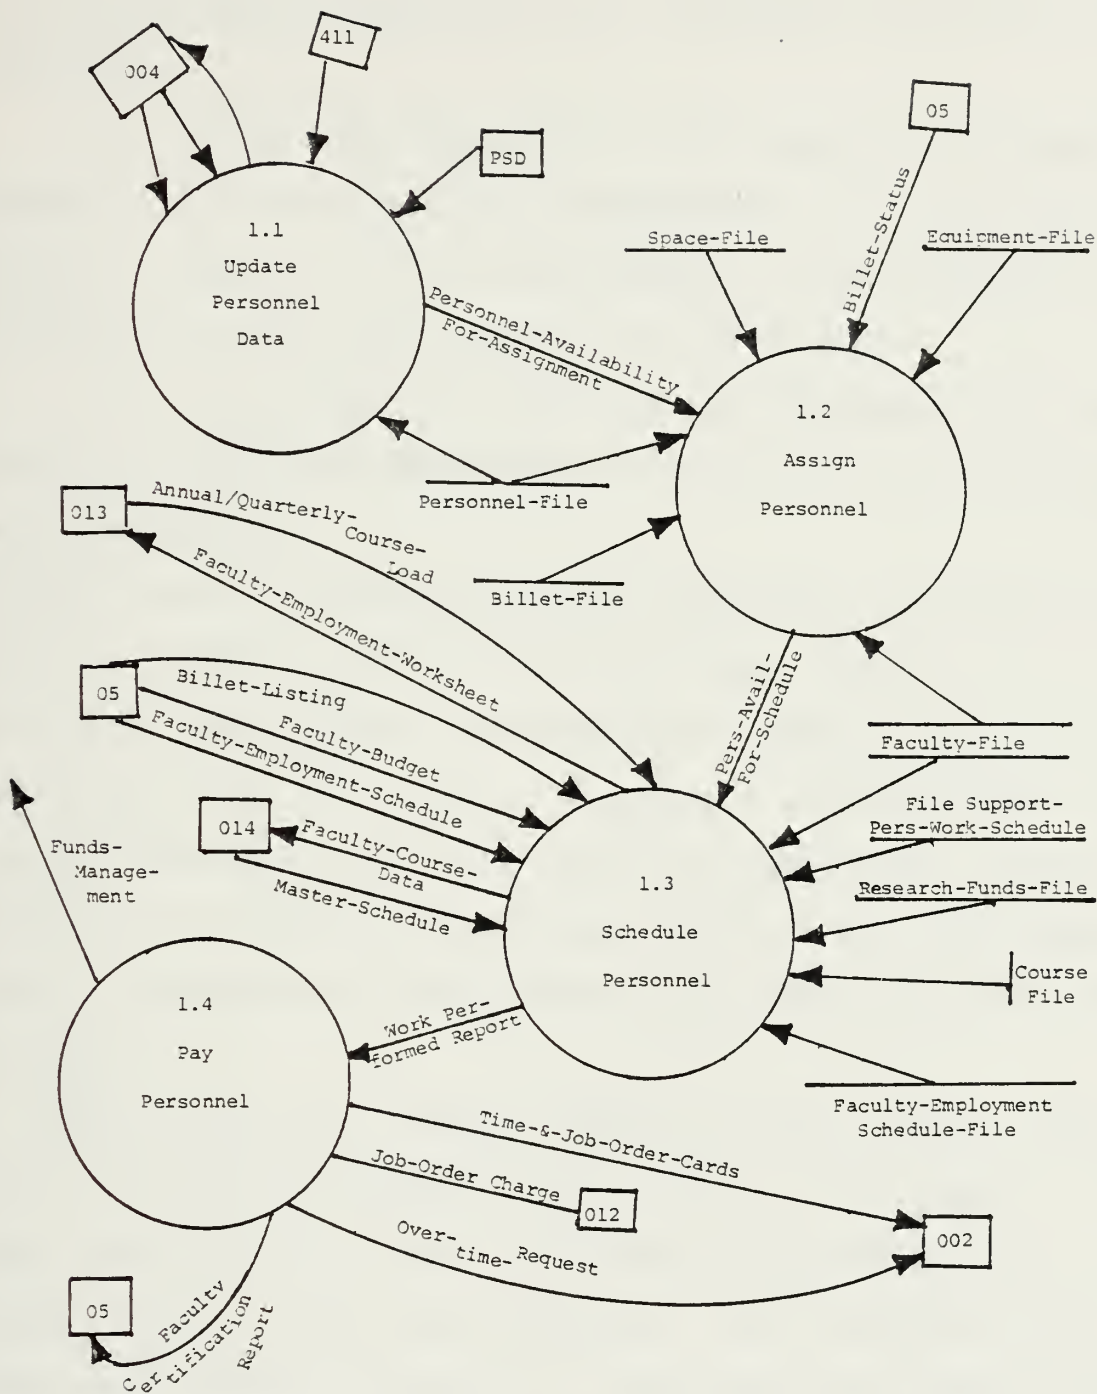 004
411
05
PSD
1.1
Update
Personnel
Data
Space-File
Billet-Status
Equipment-File
Personnel-Availability
For-Assignment
1.2
Assign
Personnel
Personnel-File
Billet-File
013
Annual/Quarterly-
Course-
Load
Faculty-Employment-Worksheet
05
Billet-Listing
Faculty-Budget
Faculty-Employment-Schedule
Pers-Avail-
For-Schedule
Faculty-File
File Support-
Pers-Work-Schedule
Research-Funds-File
Course
File
014
Faculty-Course-
Data
Master-Schedule
1.3
Schedule
Personnel
Funds-
Manage-
ment
1.4
Pay
Personnel
Work Per-
formed Report
Faculty-Employment
Schedule-File
Time-&-Job-Order-Cards
Job-Order Charge
012
Over-
time-
Request
002
05
Faculty
Certification
Report